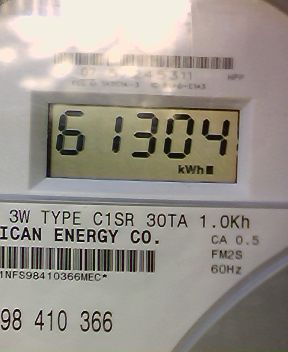 61304
kWh
3W TYPE C1SR 30TA 1.0Kh
ICAN ENERGY CO.
CA 0.5
FM2S
1NFS98410366MEC*
60Hz
98 410 366